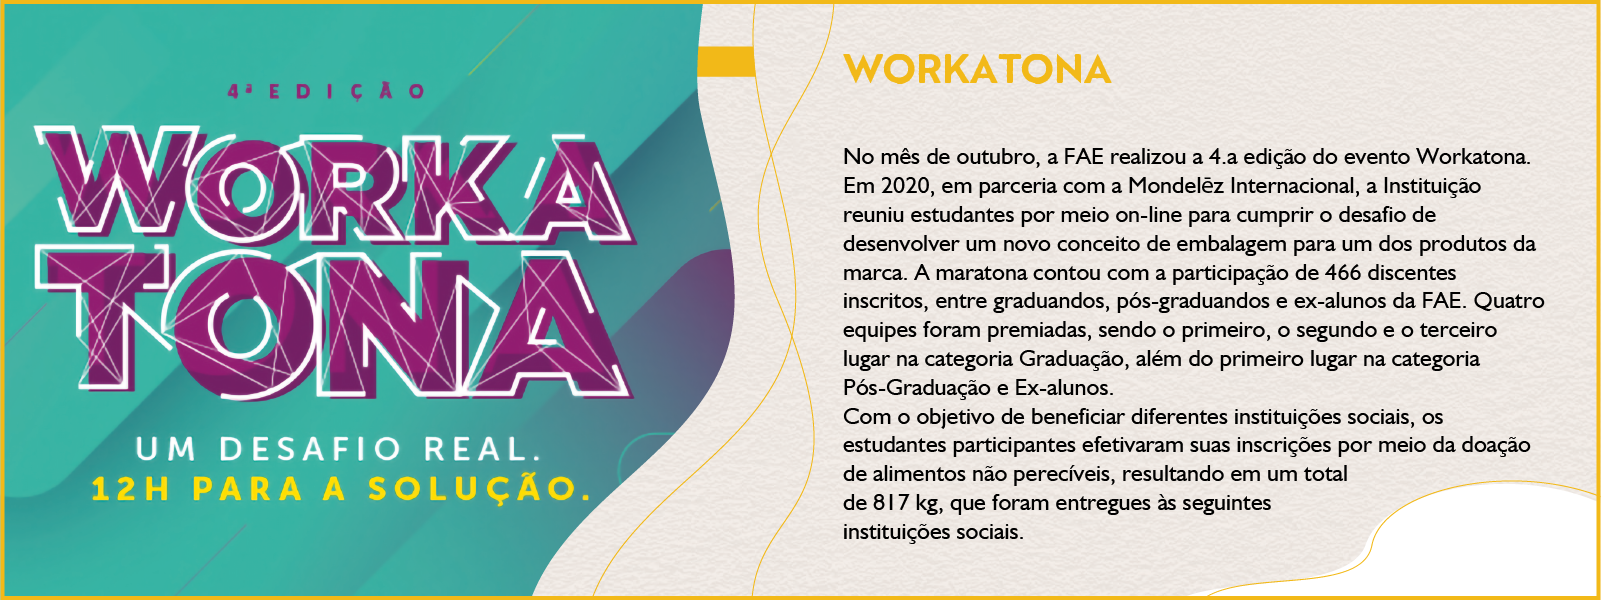 4ª EDIÇÃO
WORKA
TONA
UM DESAFIO REAL.
12H PARA A SOLUÇÃO.
WORKATONA
No mês de outubro, a FAE realizou a 4.a edição do evento Workatona.
Em 2020, em parceria com a Mondelēz Internacional, a Instituição
reuniu estudantes por meio on-line para cumprir o desafio de
desenvolver um novo conceito de embalagem para um dos produtos da
marca. A maratona contou com a participação de 466 discentes
inscritos, entre graduandos, pós-graduandos e ex-alunos da FAE. Quatro
equipes foram premiadas, sendo o primeiro, o segundo e o terceiro
lugar na categoria Graduação, além do primeiro lugar na categoria
Pós-Graduação e Ex-alunos.
Com o objetivo de beneficiar diferentes instituições sociais, os
estudantes participantes efetivaram suas inscrições por meio da doação
de alimentos não perecíveis, resultando em um total
de 817 kg, que foram entregues às seguintes
instituições sociais.